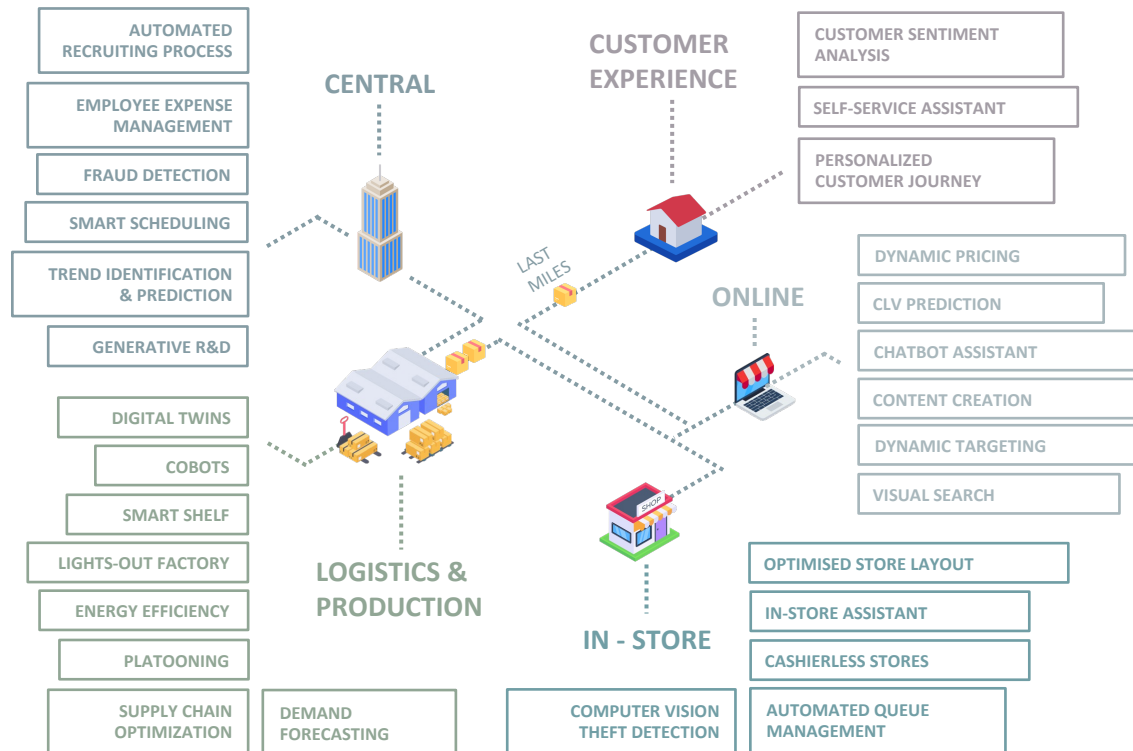 AUTOMATED
RECRUITING PROCESS
EMPLOYEE EXPENSE
MANAGEMENT
FRAUD DETECTION
SMART SCHEDULING
TREND IDENTIFICATION
& PREDICTION
GENERATIVE R&D
CENTRAL
CUSTOMER
EXPERIENCE
CUSTOMER SENTIMENT
ANALYSIS
SELF-SERVICE ASSISTANT
PERSONALIZED
CUSTOMER JOURNEY
LAST
MILES
ONLINE
DYNAMIC PRICING
CLV PREDICTION
CHATBOT ASSISTANT
CONTENT CREATION
DYNAMIC TARGETING
VISUAL SEARCH
DIGITAL TWINS
COBOTS
SMART SHELF
LIGHTS-OUT FACTORY
ENERGY EFFICIENCY
PLATOONING
SUPPLY CHAIN
OPTIMIZATION
DEMAND
FORECASTING
LOGISTICS &
PRODUCTION
SHOP
IN - STORE
OPTIMISED STORE LAYOUT
IN-STORE ASSISTANT
CASHIERLESS STORES
COMPUTER VISION
THEFT DETECTION
AUTOMATED QUEUE
MANAGEMENT